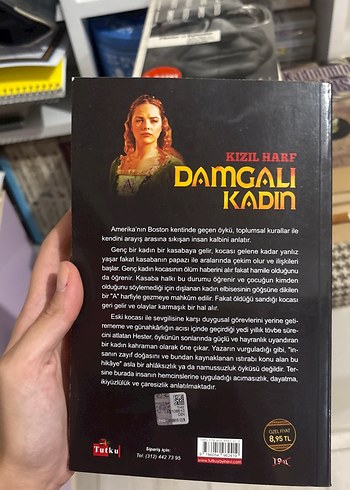 KIZIL HARF
DAMGALI
KADIN
Amerika'nın Boston kentinde geçen öykü, toplumsal kurallar ile
kendini arayış arasına sıkışan insan kalbini anlatır.
Genç bir kadın bir kasabaya gelir, kocası gelene kadar yanlız
yaşar fakat kasabanın papazı ile aralarında çekim olur ve ilişkileri
başlar. Genç kadın kocasının ölüm haberini alır fakat hamile olduğunu
da öğrenir. Kasaba halkı bu durumu öğrenir ve çocuğun kimden
olduğunu söylemediği için dışlanan kadın elbisesinin göğsüne dikilen
bir "A" harfiyle gezmeye mahkûm edilir. Fakat öldüğü sandığı kocası
geri gelir ve olaylar karmaşık bir hal alır.
Eski kocası ile sevgilisine karşı duygusal görevlerini yerine geti-
rememe ve günahkârlığın acısı içinde geçirdiği yedi yıllık tövbe süre-
cini atlatan Hester, öykünün sonlarında güçlü ve hayranlık uyandıran
bir kadın kahraman olarak öne çıkar. Yazarın vurguladığı gibi, "in-
sanın zayıf doğasını ve bundan kaynaklanan ıstırabı konu alan bu
hikâye" asla bir ahlâksızlık ya da namussuzluk öyküsü değildir. Ter-
sine burada insanın hemcinslerine uyguladığı acımasızlık, dayatma,
ikiyüzlülük ve çaresizlik anlatılmaktadır.
Tutku
Sipariş için:
Tel: (312) 442 73 95
www.tutkuyayinevi.com
ÖZEL FİYAT
8,95 TL